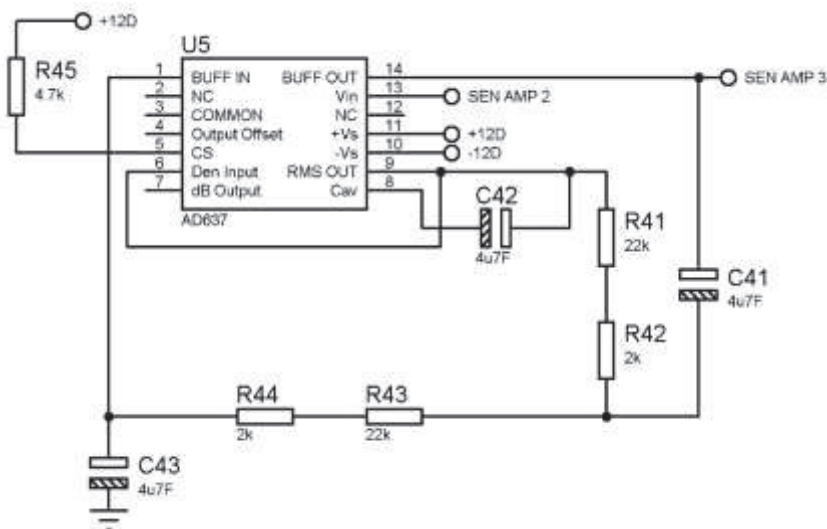 +12D
R45
4.7k
U5
1 BUFF IN BUFF OUT 14
2 NC Vin 13
3 COMMON NC 12
4 Output Offset +Vs 11
5 CS -Vs 10
6 Den Input RMS OUT 9
7 dB Output Cav 8
AD637
SEN AMP 3
SEN AMP 2
+12D
-12D
C42
4u7F
R41
22k
C41
4u7F
R42
2k
R44
2k
R43
22k
C43
4u7F